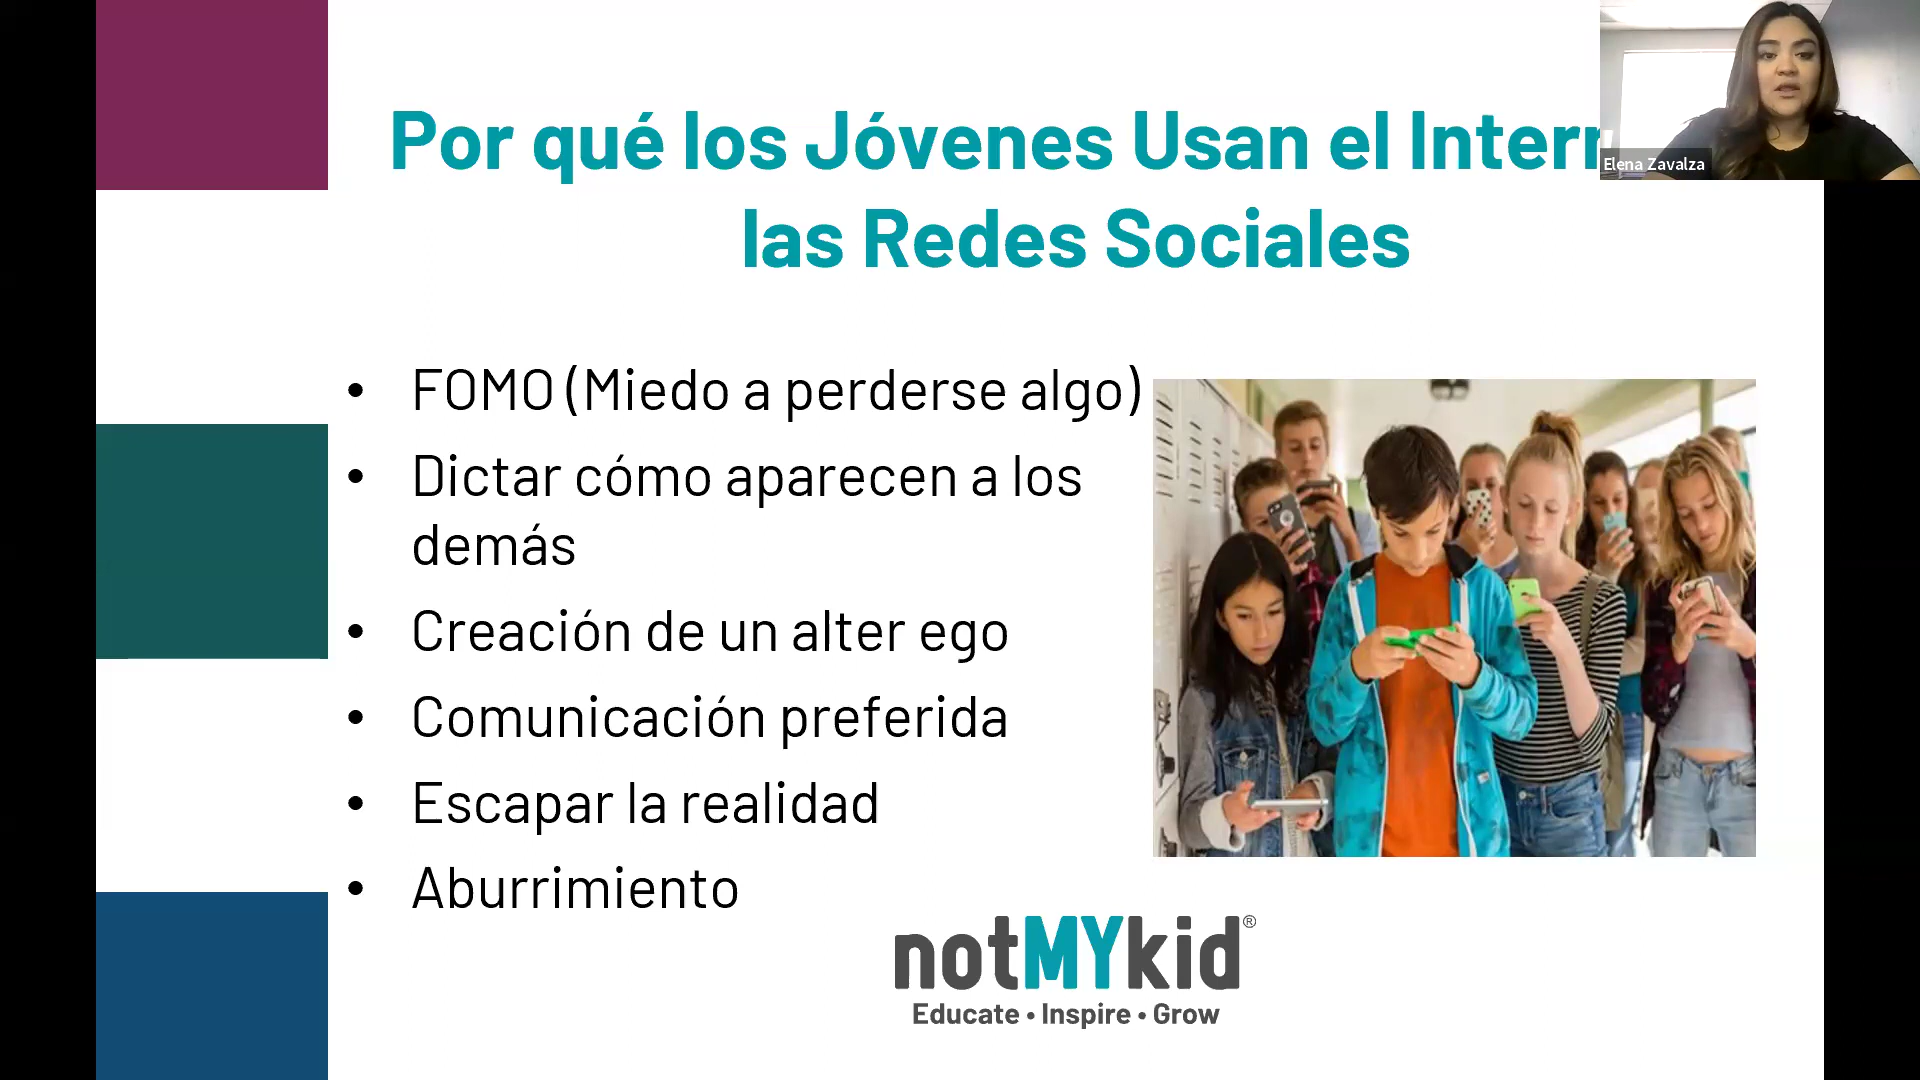 Por qué los Jóvenes Usan el Inter
las Redes Sociales
Elena Zavalza
• FOMO (Miedo a perderse algo)
• Dictar cómo aparecen a los
demás
• Creación de un alter ego
• Comunicación preferida
• Escapar la realidad
• Aburrimiento
notMYkid®
Educate • Inspire • Grow